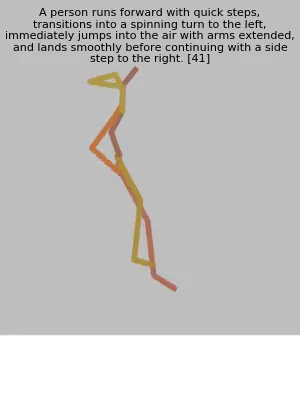 A person runs forward with quick steps,
transitions into a spinning turn to the left,
immediately jumps into the air with arms extended,
and lands smoothly before continuing with a side
step to the right. [41]